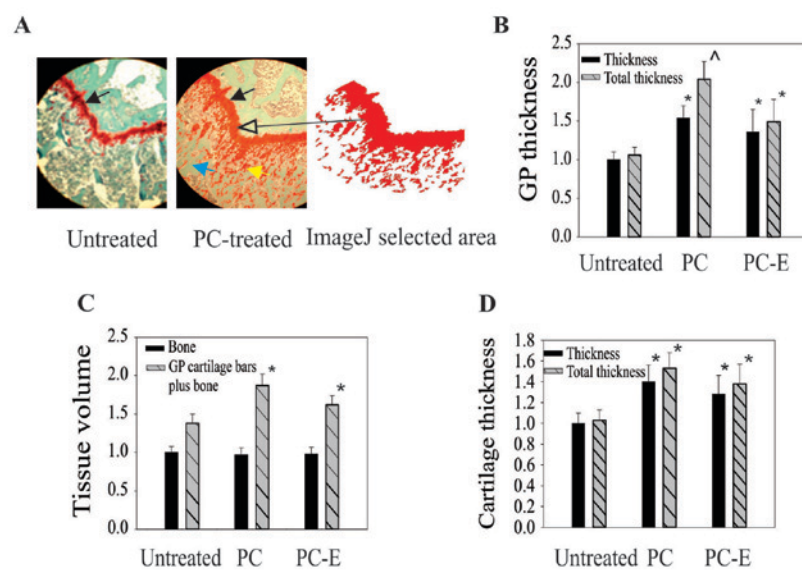 A
Untreated
PC-treated
ImageJ selected area
B
GP thickness
2.5
2.0
1.5
1.0
0.5
0.0
Thickness
Total thickness
*
^
*
*
Untreated
PC
PC-E
C
Tissue volume
2.5
2.0
1.5
1.0
0.5
0.0
Bone
GP cartilage bars
plus bone
*
*
Untreated
PC
PC-E
D
Cartilage thickness
1.8
1.6
1.4
1.2
1.0
0.8
0.6
0.4
0.2
0.0
Thickness
Total thickness
*
*
*
*
Untreated
PC
PC-E